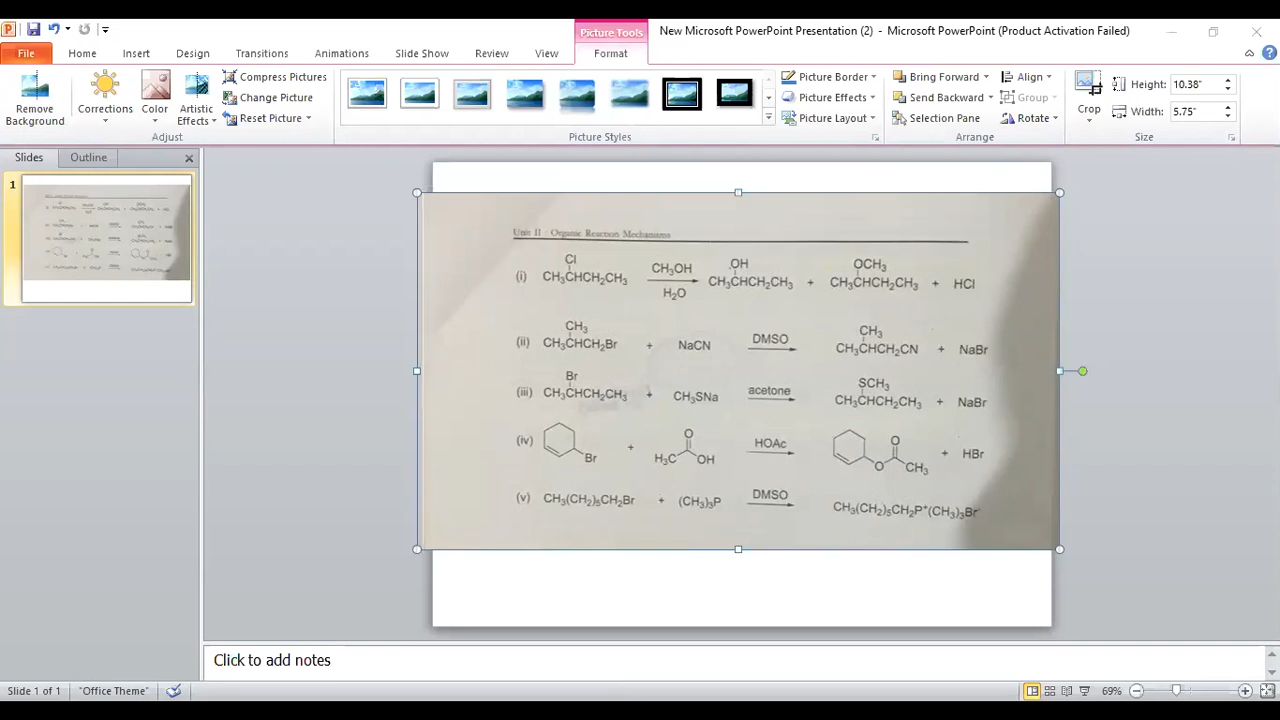 Picture Tools
New Microsoft PowerPoint Presentation (2) - Microsoft PowerPoint (Product Activation Failed)
File Home Insert Design Transitions Animations Slide Show Review View Format
Remove Background
Corrections
Color
Artistic Effects
Compress Pictures
Change Picture
Reset Picture
Adjust
Picture Styles
Picture Border
Picture Effects
Picture Layout
Bring Forward
Send Backward
Selection Pane
Align
Group
Rotate
Arrange
Crop
Height: 10.38"
Width: 5.75"
Size
Slides Outline
1
Unit II : Organic Reaction Mechanisms
Cl CH₃OH OH OCH₃
(i) CH₃CHCH₂CH₃ H₂O CH₃CHCH₂CH₃ + CH₃CHCH₂CH₃ + HCl
CH₃ CH₃
(ii) CH₃CHCH₂Br + NaCN DMSO CH₃CHCH₂CN + NaBr
Br SCH₃
(iii) CH₃CHCH₂CH₃ + CH₃SNa acetone CH₃CHCH₂CH₃ + NaBr
(iv) Br + H₃C O OH HOAc O O CH₃ + HBr
(v) CH₃(CH₂)₅CH₂Br + (CH₃)₃P DMSO CH₃(CH₂)₅CH₂P⁺(CH₃)₃Br⁻
Click to add notes
Slide 1 of 1 "Office Theme" 69%